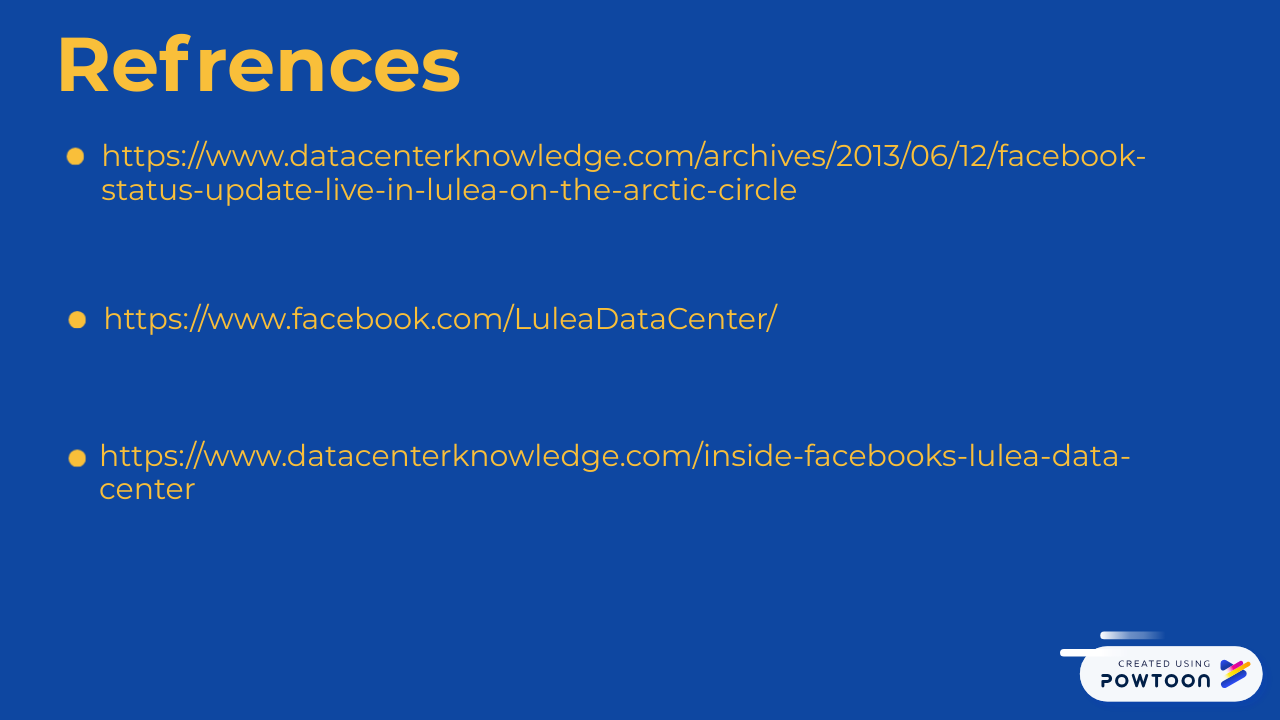 Refrences
https://www.datacenterknowledge.com/archives/2013/06/12/facebook-
status-update-live-in-lulea-on-the-arctic-circle
https://www.facebook.com/LuleaDataCenter/
https://www.datacenterknowledge.com/inside-facebooks-lulea-data-
center
CREATED USING
POWTOON